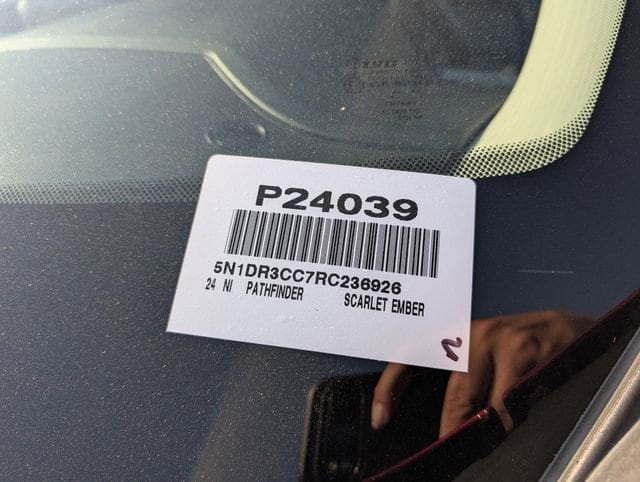 P24039
5N1DR3CC7RC236926
24 NI PATHFINDER SCARLET EMBER